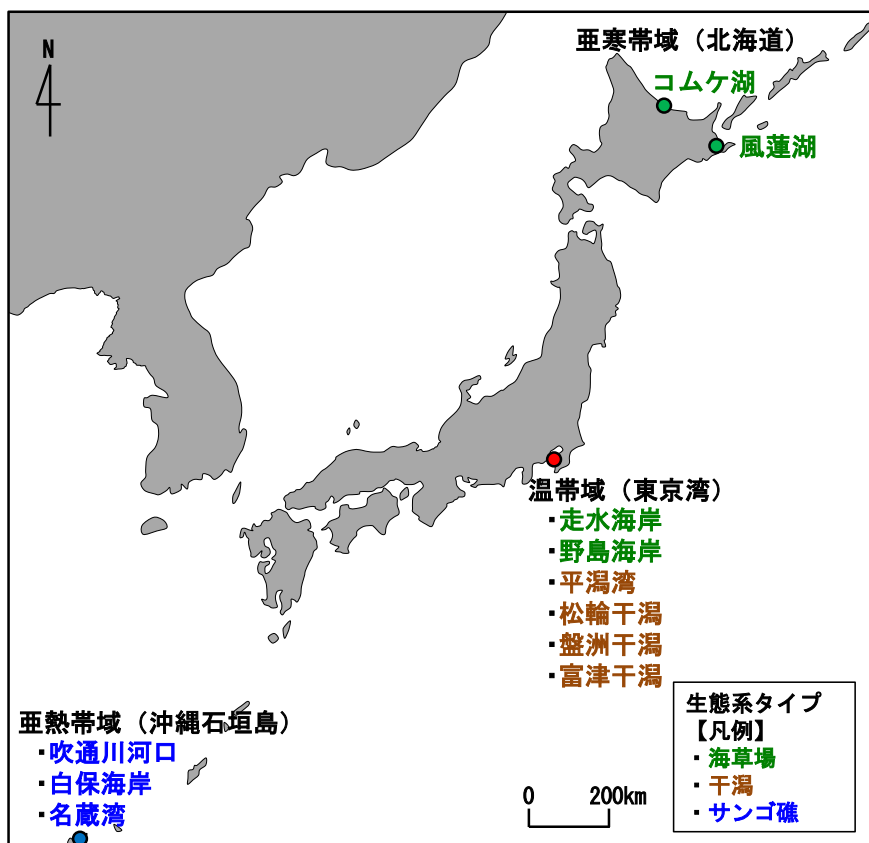 N
亜寒帯域（北海道）
コムケ湖
風蓮湖
温帯域（東京湾）
・走水海岸
・野島海岸
・平潟湾
・松輪干潟
・盤洲干潟
・富津干潟
亜熱帯域（沖縄石垣島）
・吹通川河口
・白保海岸
・名蔵湾
0 200km
生態系タイプ
【凡例】
・海草場
・干潟
・サンゴ礁